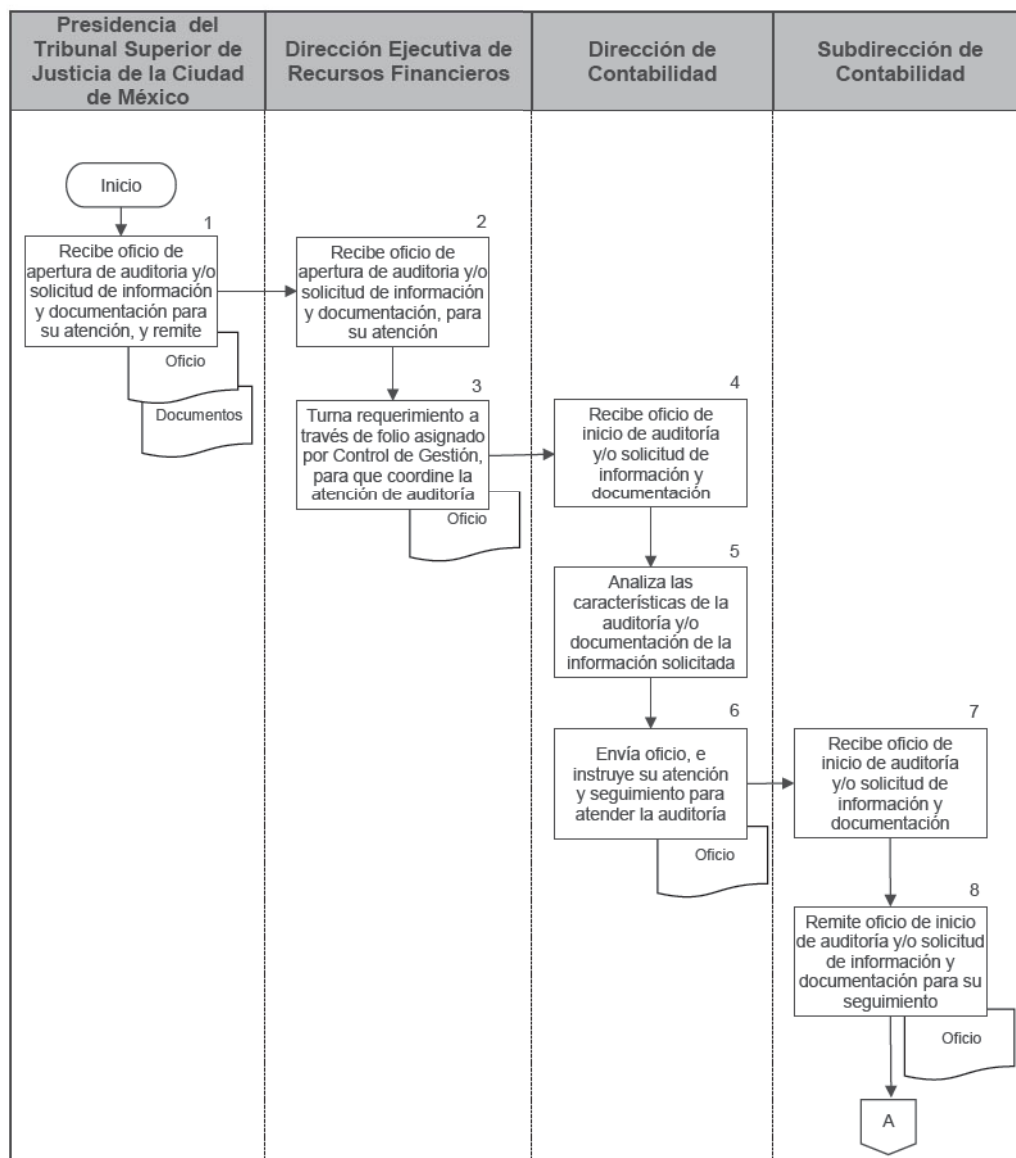 Presidencia del
Tribunal Superior de
Justicia de la Ciudad
de México
Dirección Ejecutiva de
Recursos Financieros
Dirección de
Contabilidad
Subdirección de
Contabilidad
Inicio
1
Recibe oficio de
apertura de auditoria y/o
solicitud de información
y documentación para
su atención, y remite
Oficio
Documentos
2
Recibe oficio de
apertura de auditoria y/o
solicitud de información
y documentación, para
su atención
3
Turna requerimiento a
través de folio asignado
por Control de Gestión,
para que coordine la
atención de auditoría
Oficio
4
Recibe oficio de
inicio de auditoría
y/o solicitud de
información y
documentación
5
Analiza las
características de la
auditoría y/o
documentación de la
información solicitada
6
Envía oficio, e
instruye su atención
y seguimiento para
atender la auditoría
Oficio
7
Recibe oficio de
inicio de auditoría
y/o solicitud de
información y
documentación
8
Remite oficio de inicio
de auditoría y/o solicitud
de información y
documentación para su
seguimiento
Oficio
A